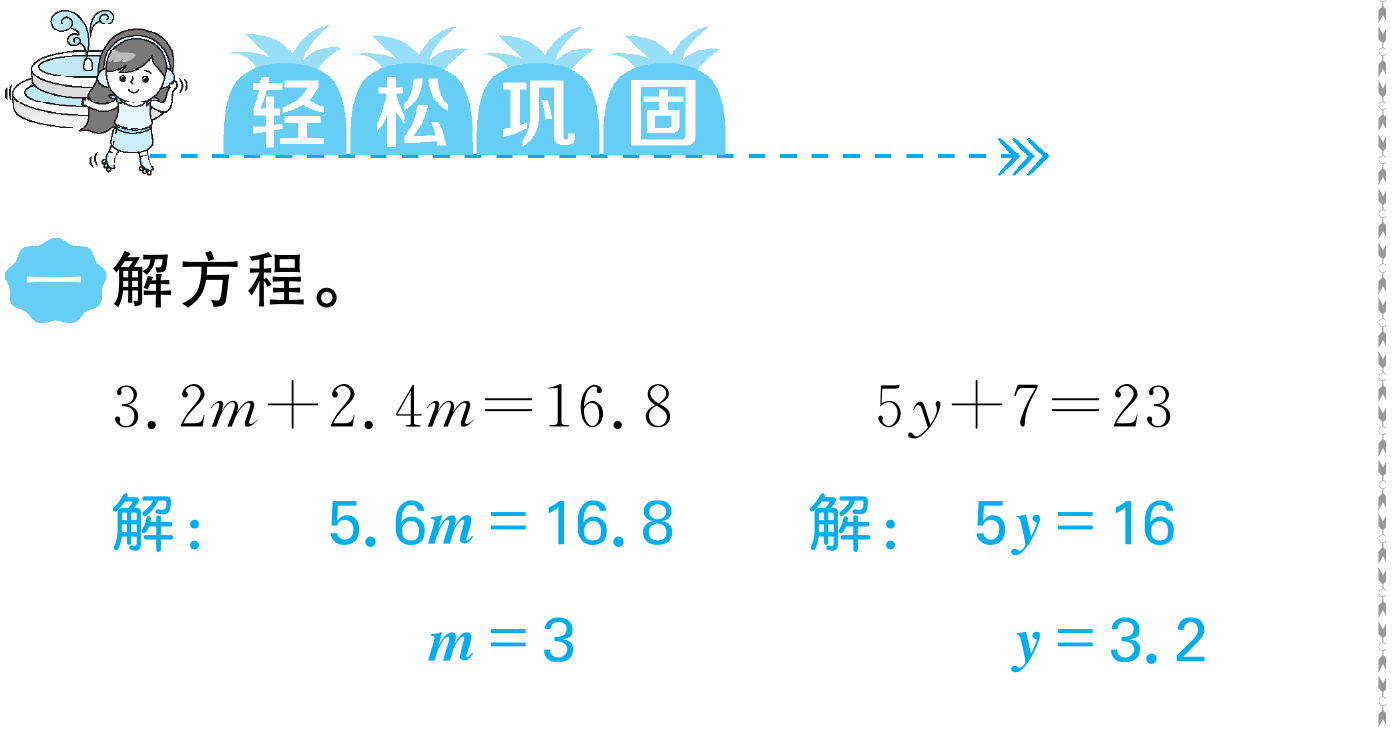 轻松巩固
一 解方程。
3.2m+2.4m=16.8 5y+7=23
解： 5.6m=16.8 解： 5y=16
m=3 y=3.2